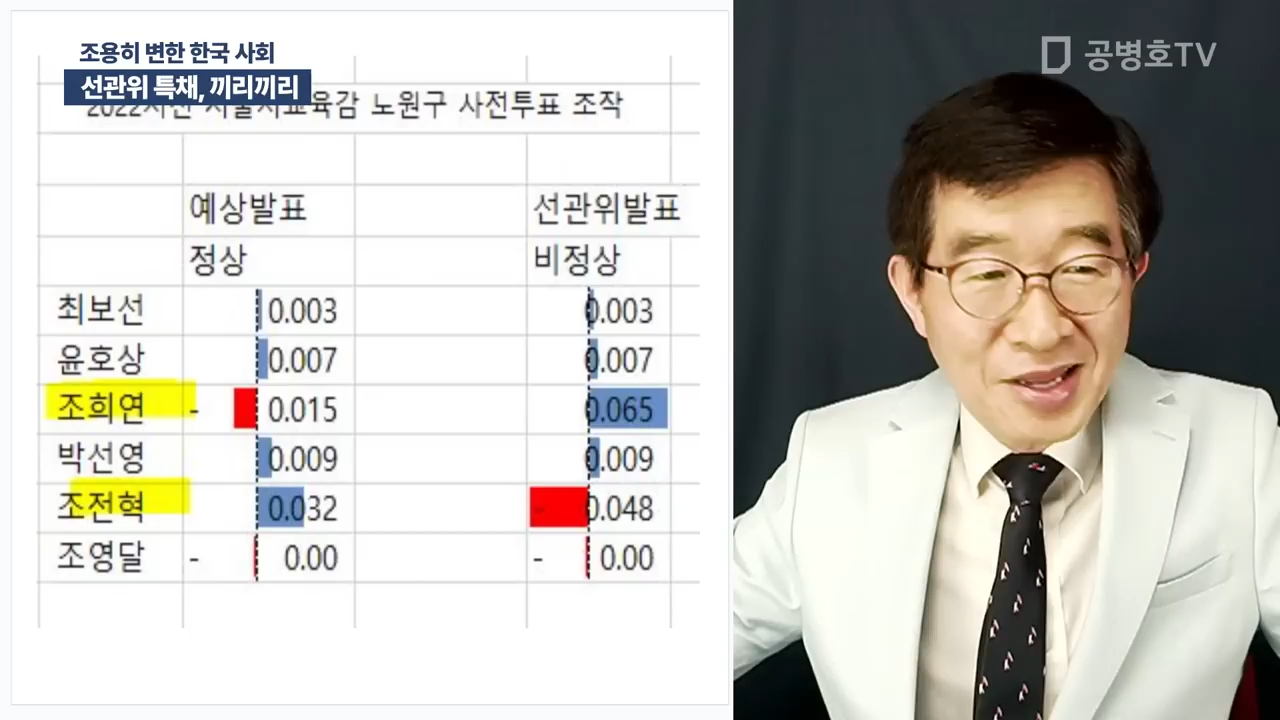 조용히 변한 한국 사회
선관위 특채, 끼리끼리
공병호TV
노원구 사전투표 조작
예상발표 선관위발표
정상 비정상
최보선 0.003 0.003
윤호상 0.007 0.007
조희연 - 0.015 0.065
박선영 0.009 0.009
조전혁 0.032 - 0.048
조영달 - 0.00 - 0.00